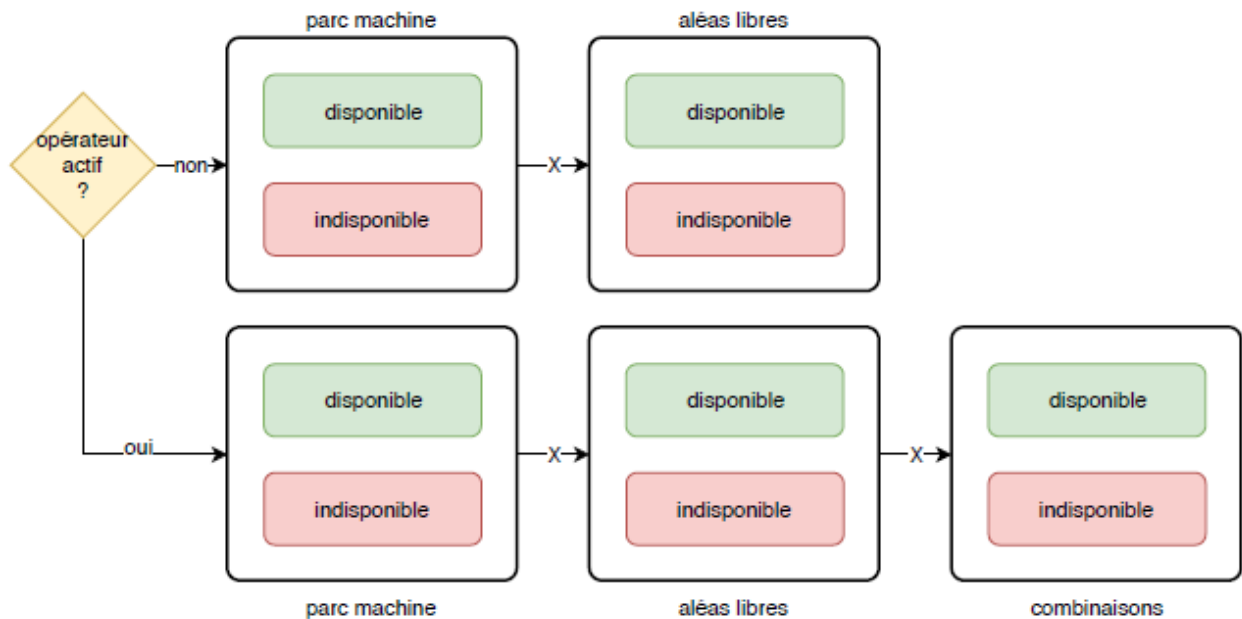 parc machine
aléas libres
disponible
disponible
opérateur
actif
?
non
X
indisponible
indisponible
disponible
disponible
disponible
oui
X
X
indisponible
indisponible
indisponible
parc machine
aléas libres
combinaisons